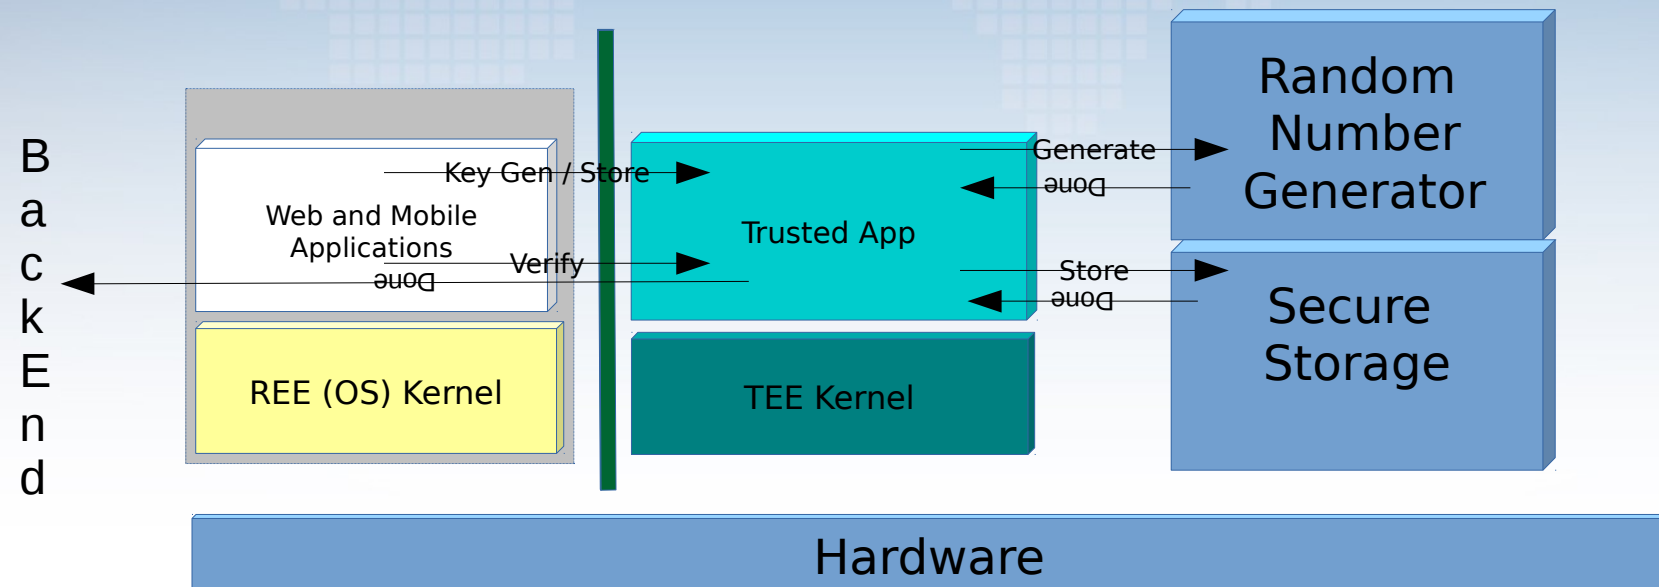 B
a
c
k
E
n
d
Key Gen / Store
Web and Mobile
Applications
Verify
Done
REE (OS) Kernel
Trusted App
TEE Kernel
Generate
Done
Store
Done
Random
Number
Generator
Secure
Storage
Hardware